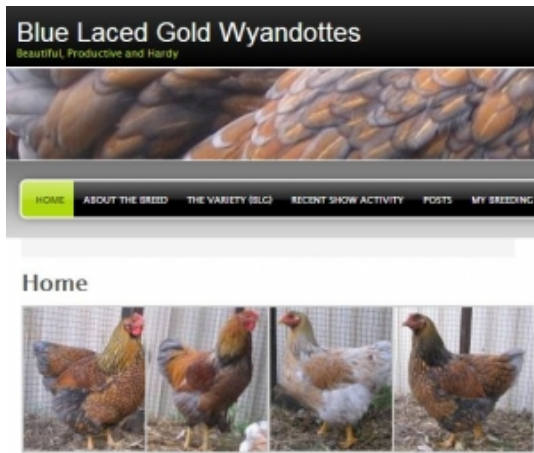 Blue Laced Gold Wyandottes
Beautiful, Productive and Hardy
HOME ABOUT THE BREED THE VARIETY (BLG) RECENT SHOW ACTIVITY POSTS MY BREEDING
Home